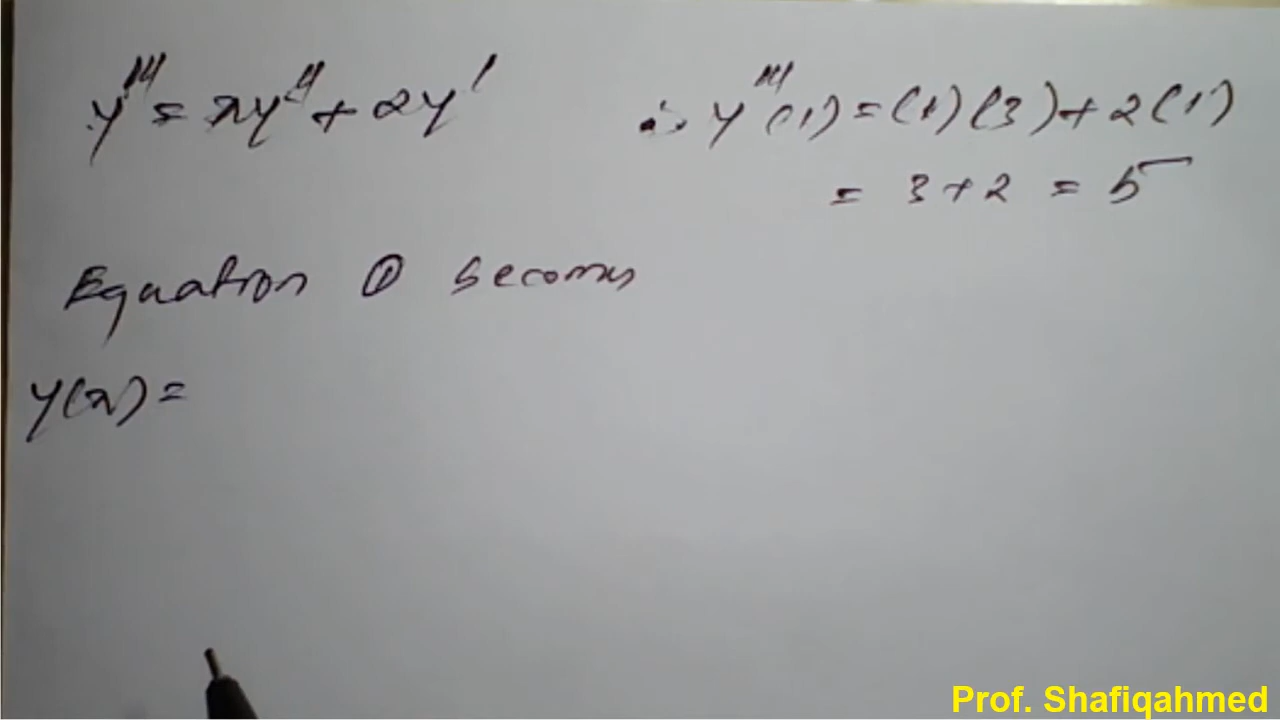 y''' = xy'' + 2y' ∴ y'''(1) = (1)(3) + 2(1)
= 3 + 2 = 5
Equation ① becomes
y(x) =
Prof. Shafiqahmed